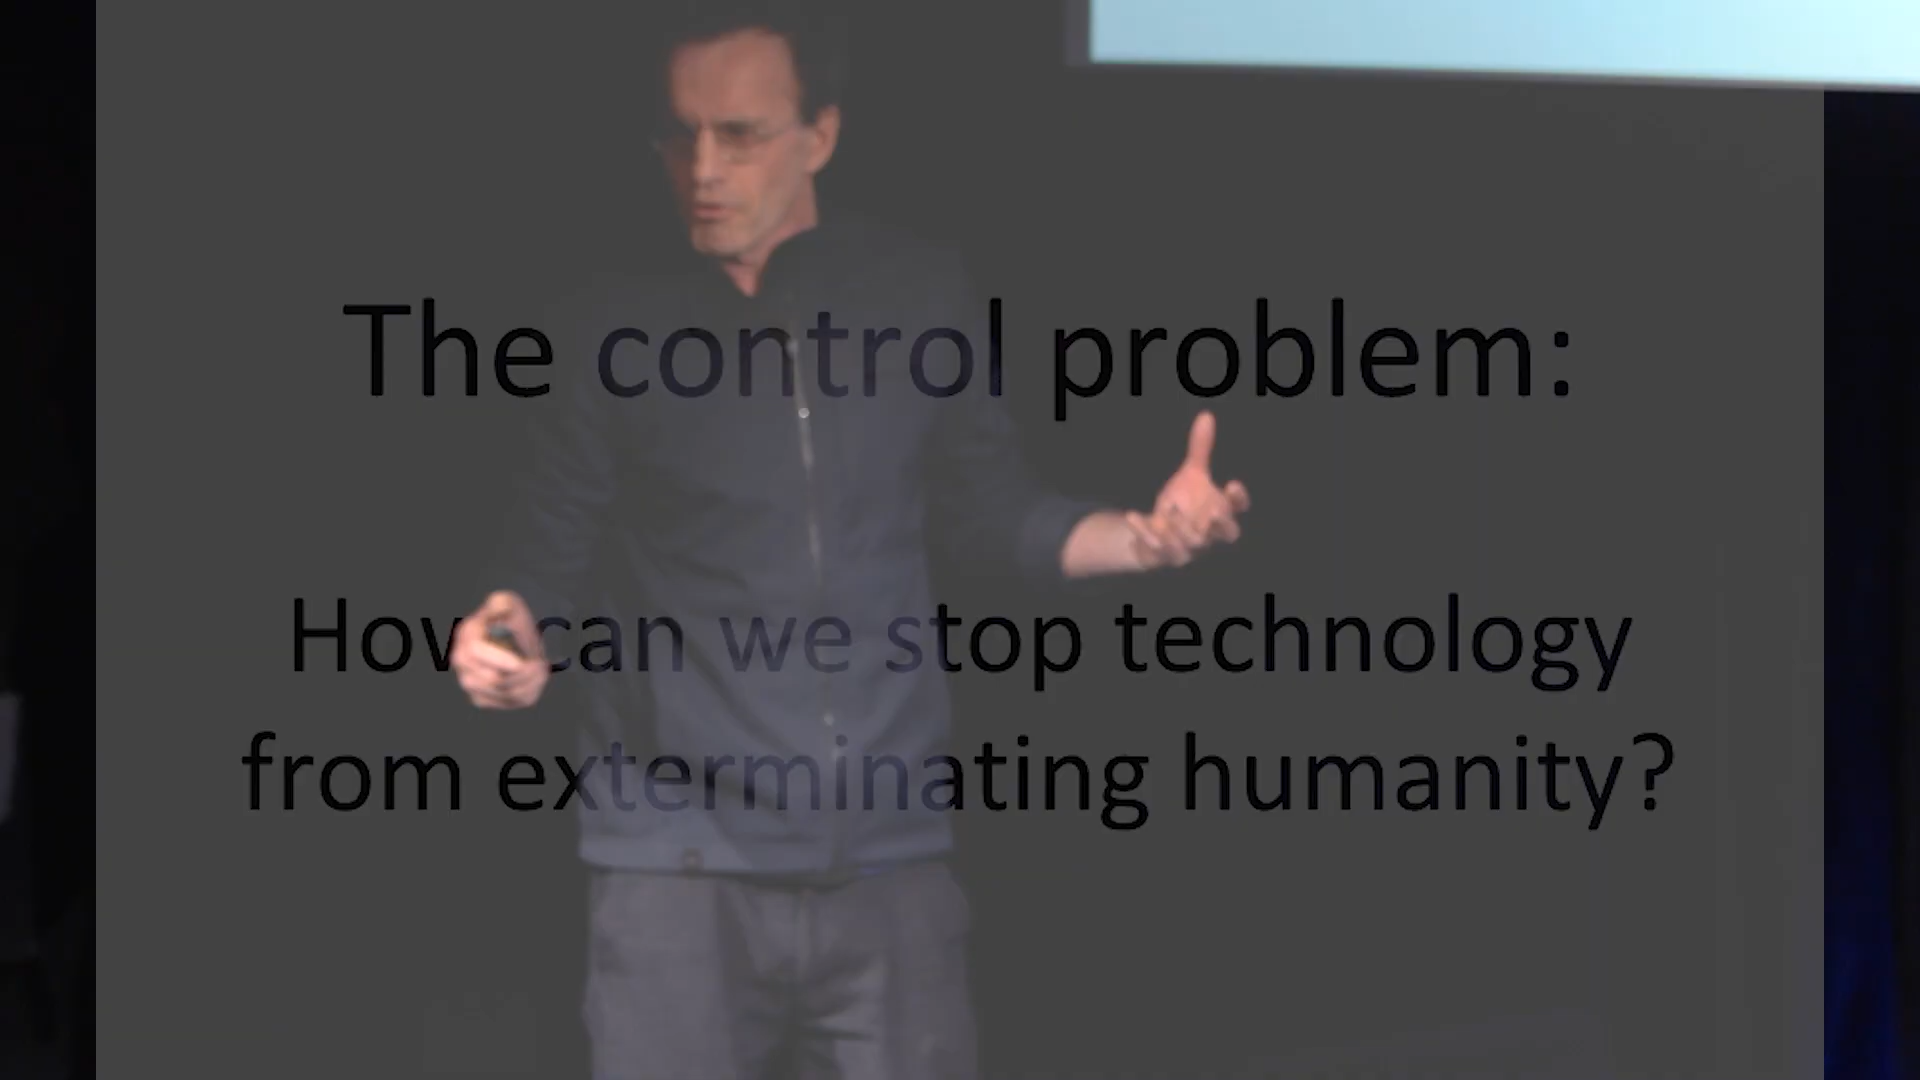 The control problem:
How can we stop technology
from exterminating humanity?